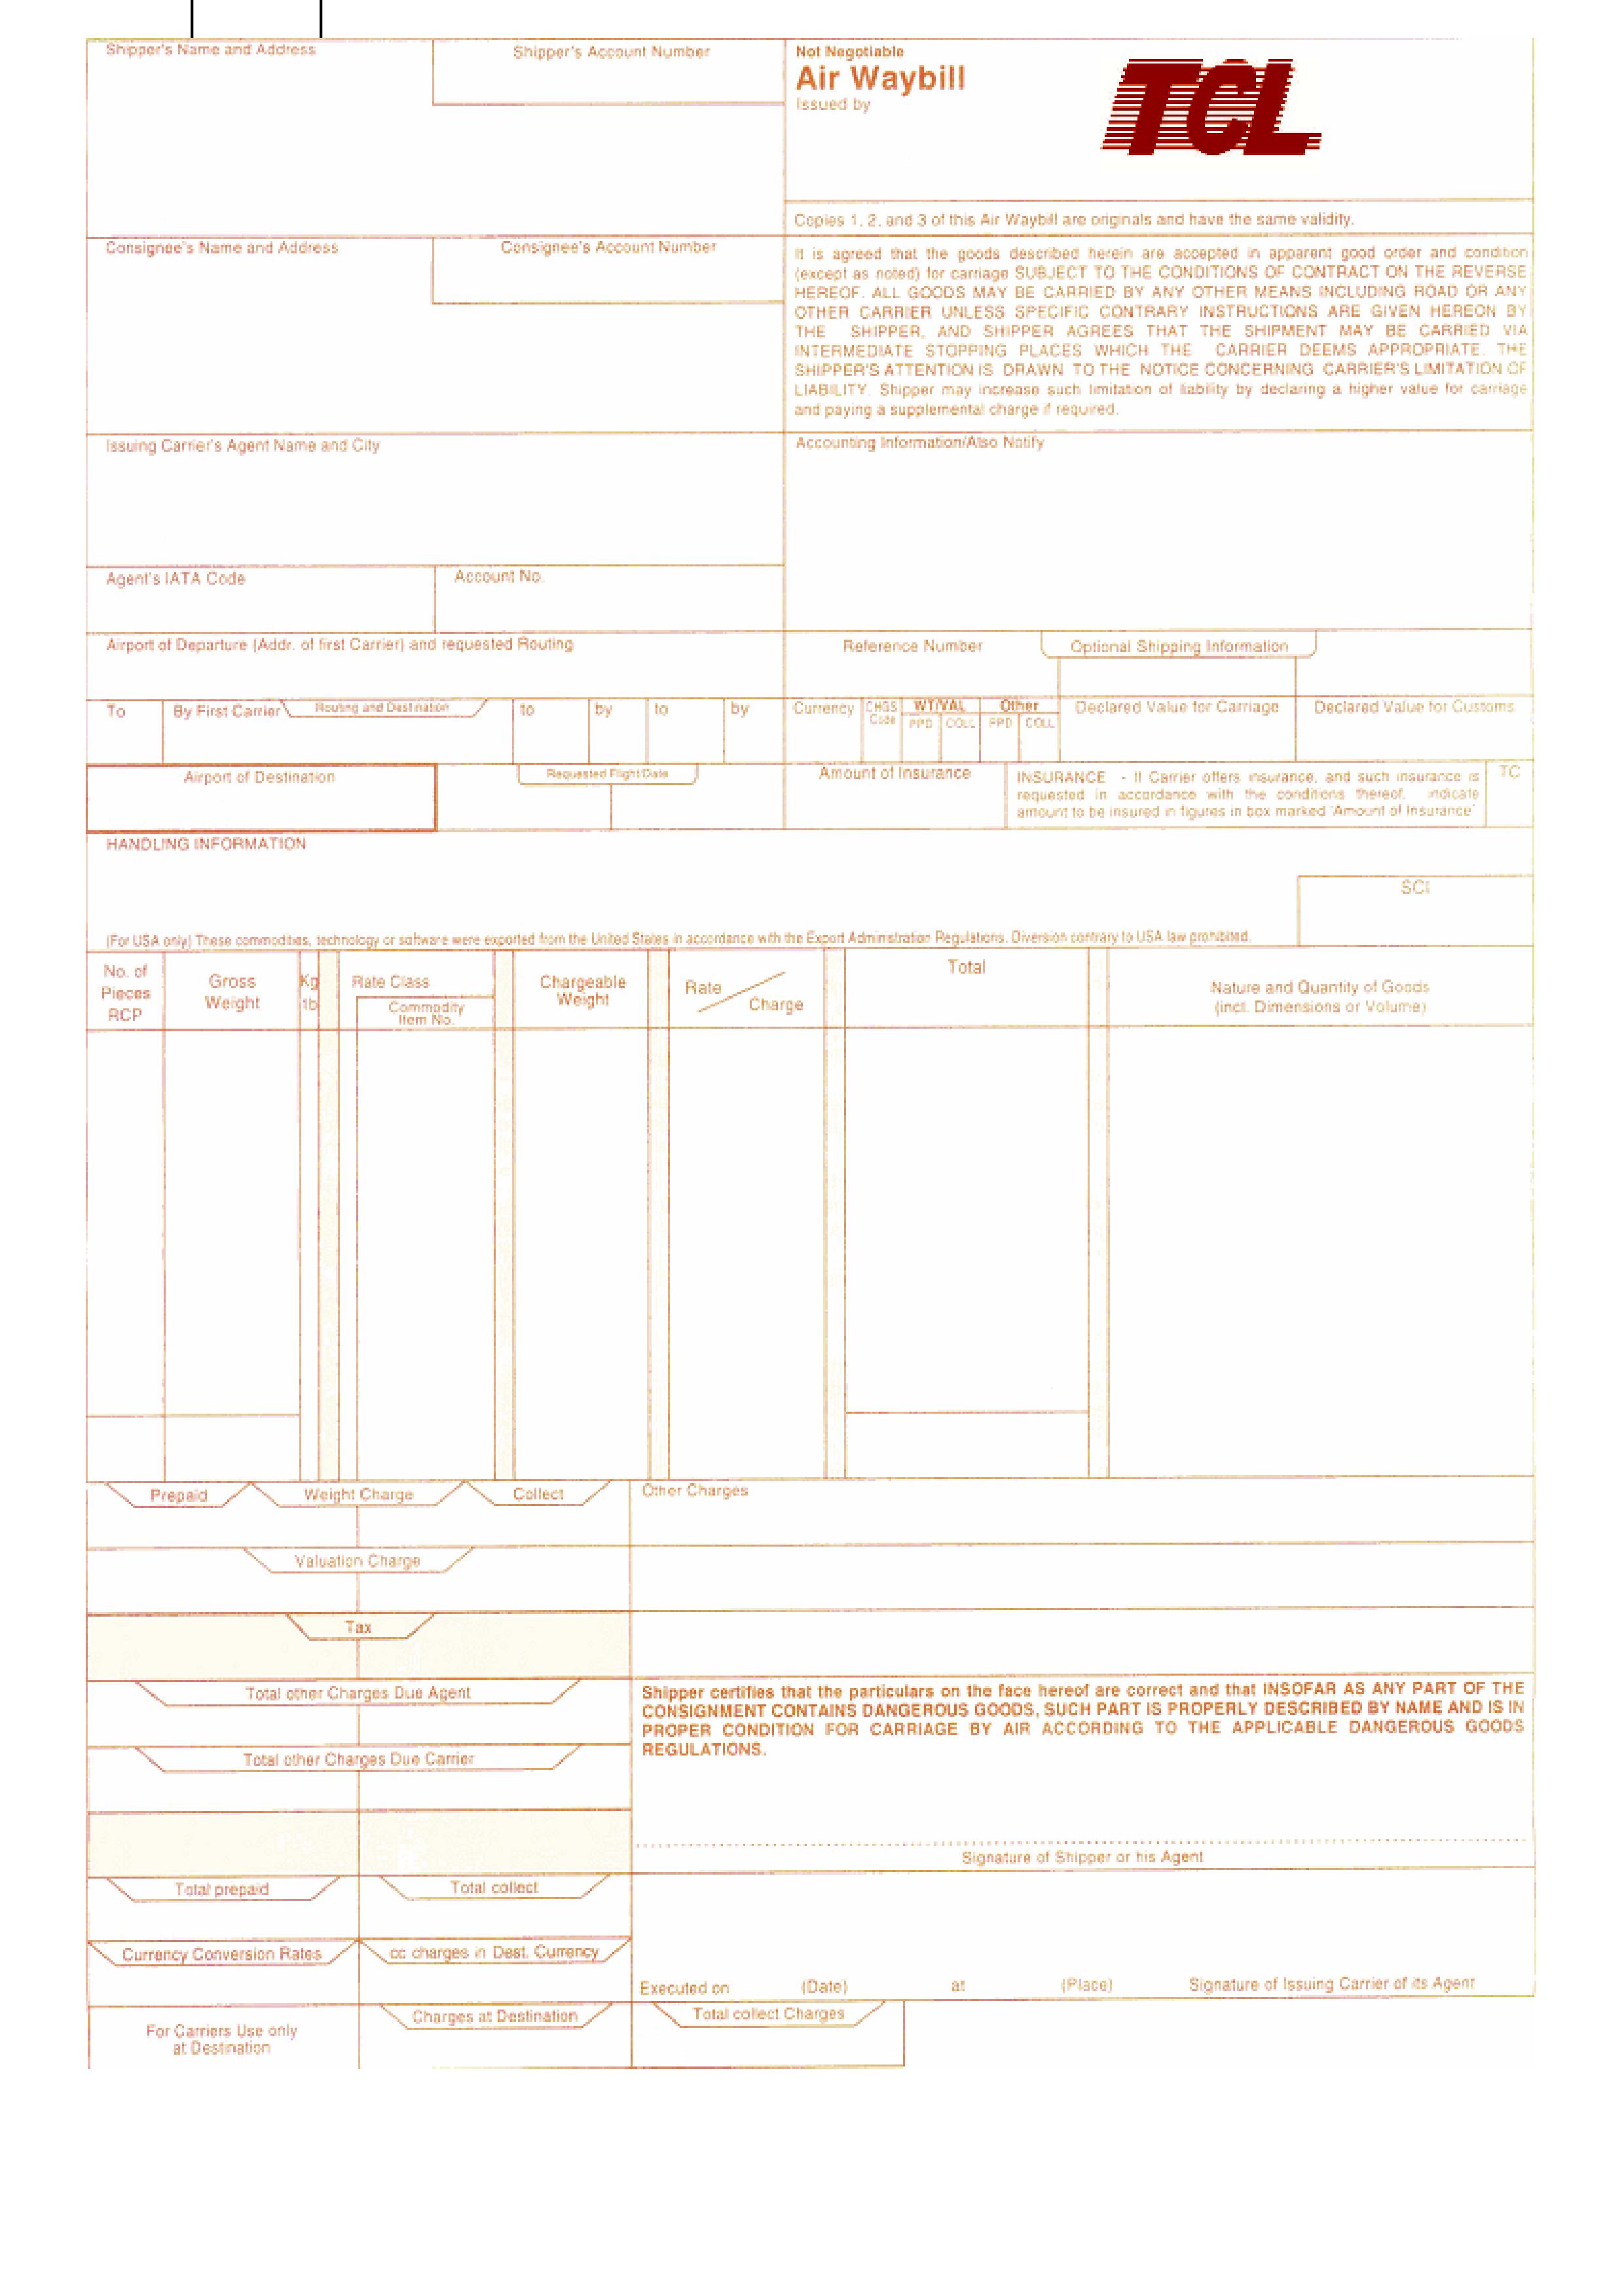 Shipper's Name and Address
Shipper's Account Number
Not Negotiable
Air Waybill
Issued by
TCL
Copies 1, 2, and 3 of this Air Waybill are originals and have the same validity.
Consignee's Name and Address
Consignee's Account Number
It is agreed that the goods described herein are accepted in apparent good order and condition
(except as noted) for carriage SUBJECT TO THE CONDITIONS OF CONTRACT ON THE REVERSE
HEREOF. ALL GOODS MAY BE CARRIED BY ANY OTHER MEANS INCLUDING ROAD OR ANY
OTHER CARRIER UNLESS SPECIFIC CONTRARY INSTRUCTIONS ARE GIVEN HEREON BY
THE SHIPPER, AND SHIPPER AGREES THAT THE SHIPMENT MAY BE CARRIED VIA
INTERMEDIATE STOPPING PLACES WHICH THE CARRIER DEEMS APPROPRIATE. THE
SHIPPER'S ATTENTION IS DRAWN TO THE NOTICE CONCERNING CARRIER'S LIMITATION OF
LIABILITY. Shipper may increase such limitation of liability by declaring a higher value for carriage
and paying a supplemental charge if required.
Issuing Carrier's Agent Name and City
Accounting Information/Also Notify
Agent's IATA Code
Account No.
Airport of Departure (Addr. of first Carrier) and requested Routing
Reference Number
Optional Shipping Information
To
By First Carrier
Routing and Destination
to
by
to
by
Currency
CHGS
Code
WT/VAL
Other
PPD
COLL
PPD
COLL
Declared Value for Carriage
Declared Value for Customs
Airport of Destination
Requested Flight/Date
Amount of Insurance
INSURANCE - If Carrier offers insurance, and such insurance is
requested in accordance with the conditions thereof, indicate
amount to be insured in figures in box marked 'Amount of Insurance'
TC
HANDLING INFORMATION
SCI
(For USA only) These commodities, technology or software were exported from the United States in accordance with the Export Administration Regulations. Diversion contrary to USA law prohibited.
No. of
Pieces
RCP
Gross
Weight
Kg
lb
Rate Class
Commodity
Item No.
Chargeable
Weight
Rate
Charge
Total
Nature and Quantity of Goods
(incl. Dimensions or Volume)
Prepaid
Weight Charge
Collect
Other Charges
Valuation Charge
Tax
Total other Charges Due Agent
Shipper certifies that the particulars on the face hereof are correct and that INSOFAR AS ANY PART OF THE
CONSIGNMENT CONTAINS DANGEROUS GOODS, SUCH PART IS PROPERLY DESCRIBED BY NAME AND IS IN
PROPER CONDITION FOR CARRIAGE BY AIR ACCORDING TO THE APPLICABLE DANGEROUS GOODS
REGULATIONS.
Total other Charges Due Carrier
Signature of Shipper or his Agent
Total prepaid
Total collect
Currency Conversion Rates
cc charges in Dest. Currency
Executed on
(Date)
at
(Place)
Signature of Issuing Carrier of its Agent
For Carriers Use only
at Destination
Charges at Destination
Total collect Charges